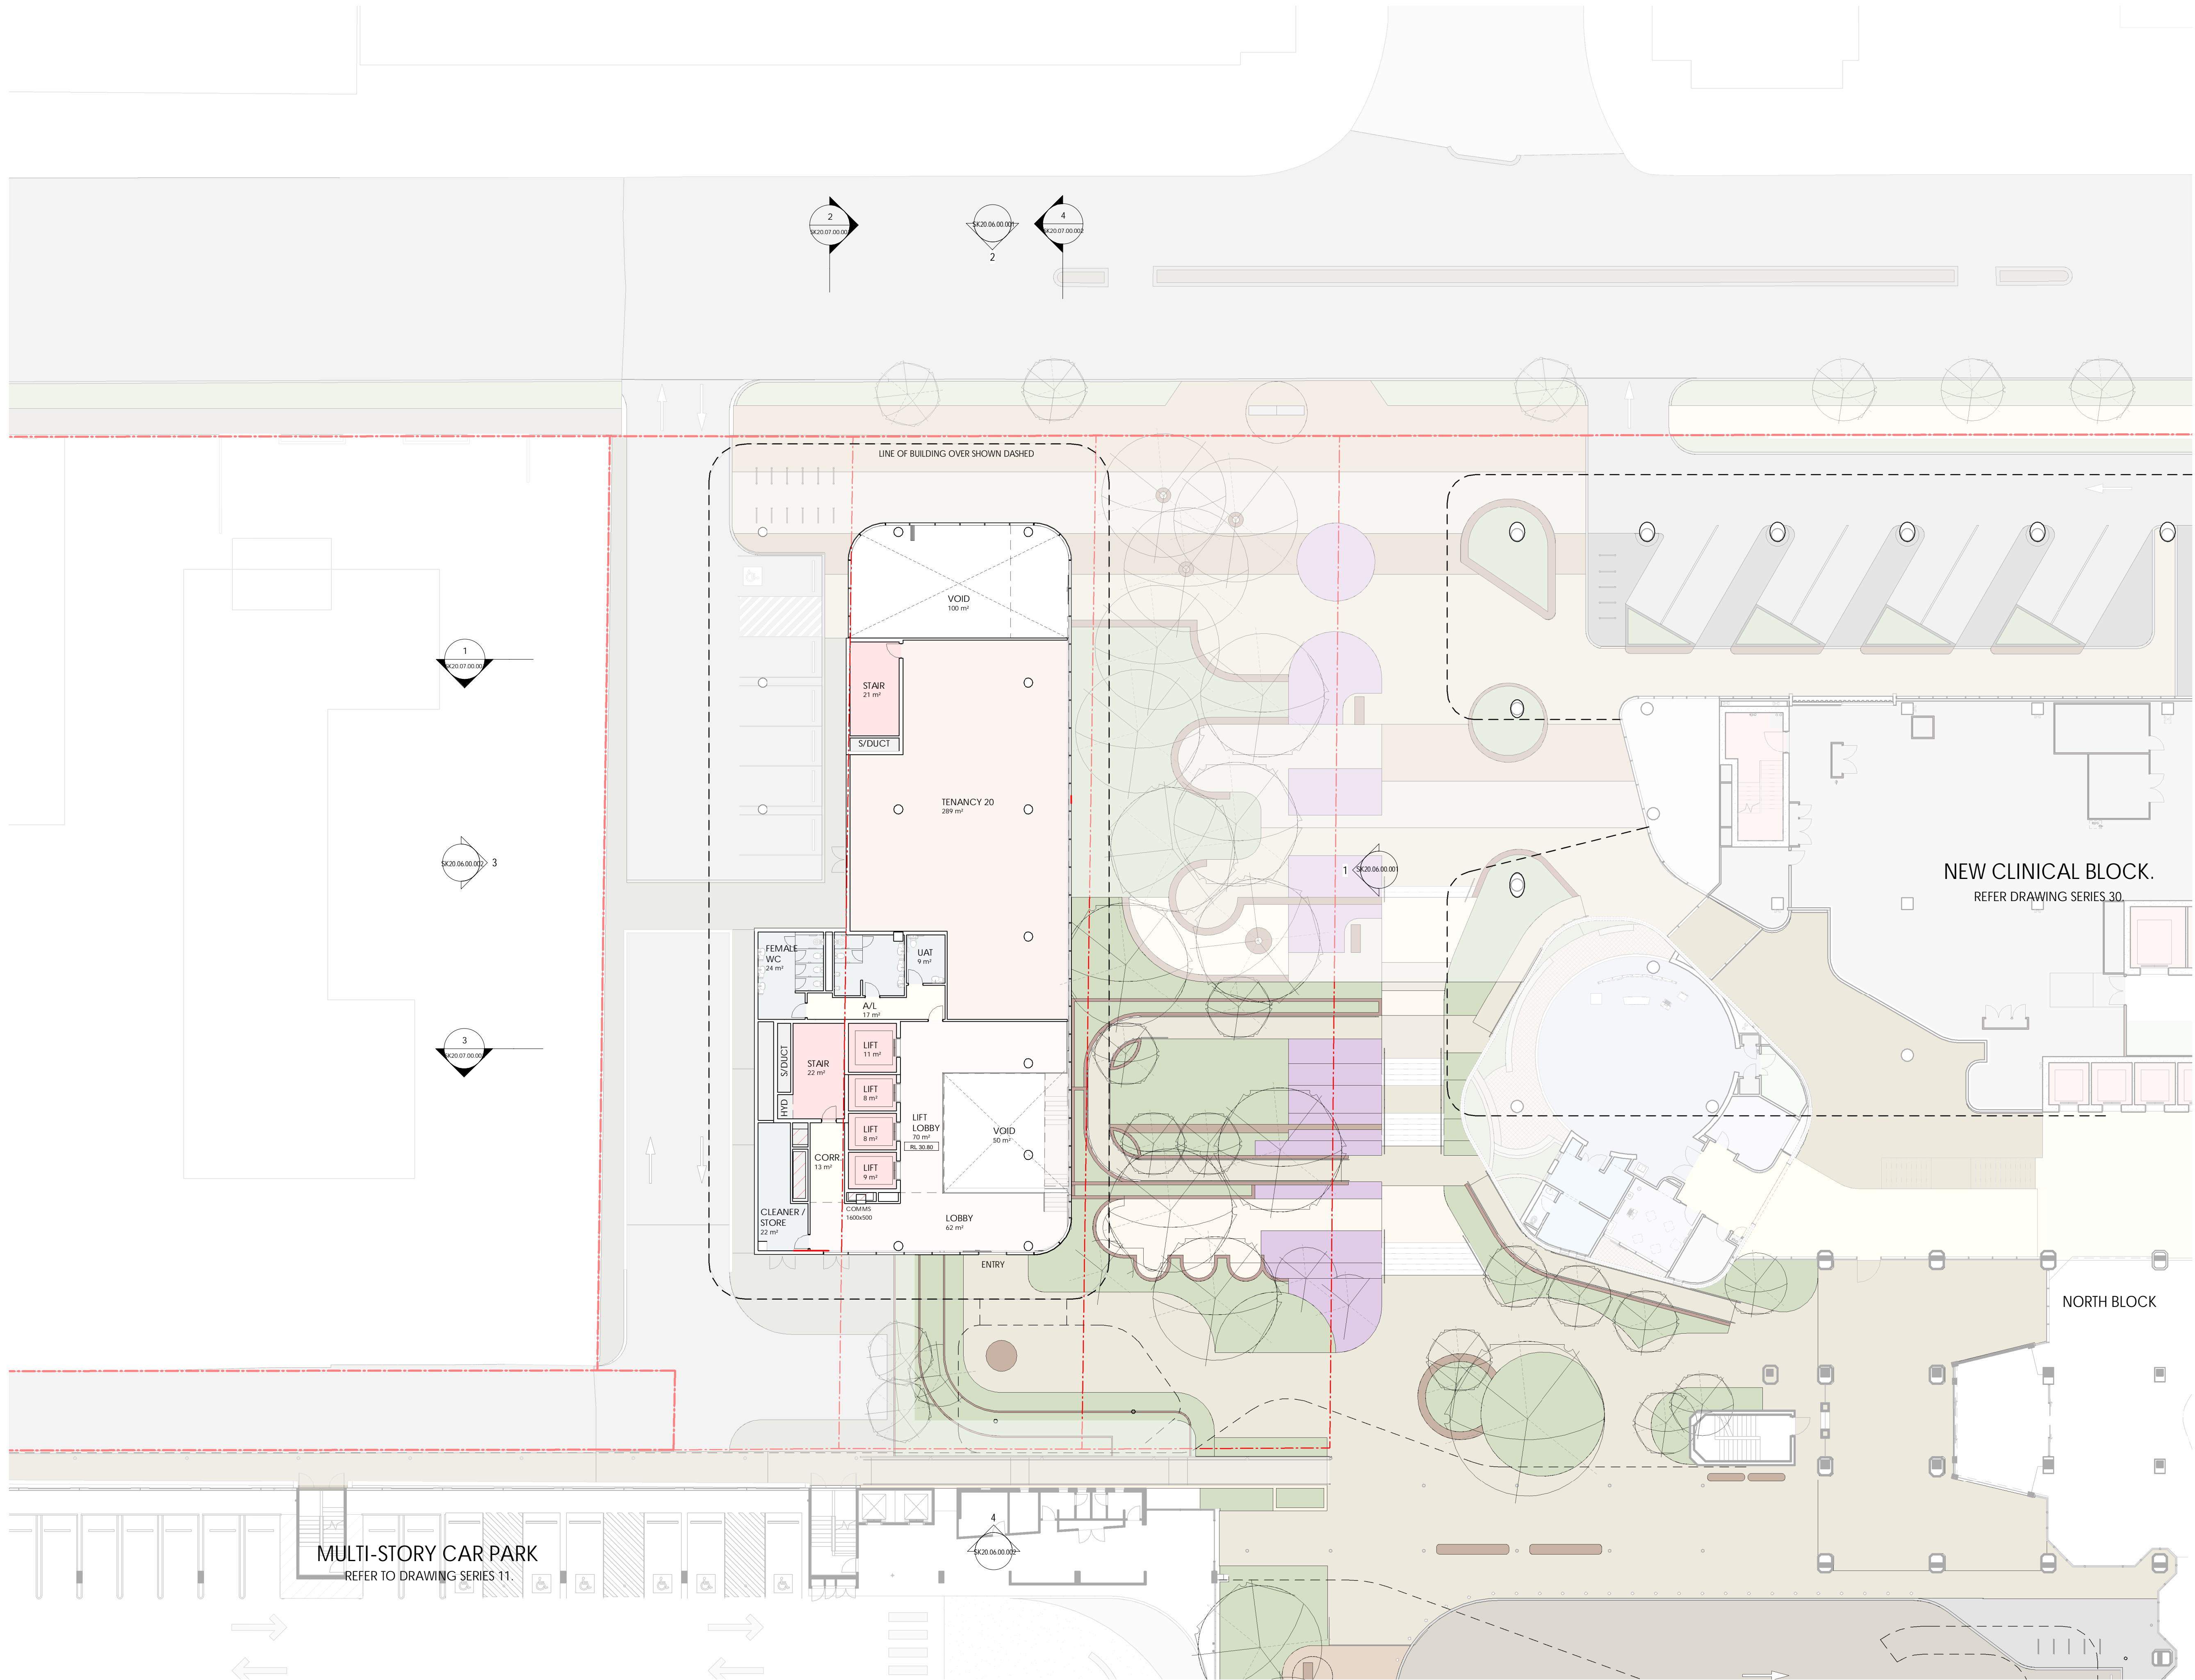 2
SK20.07.00.00
SK20.06.00.001
2
4
SK20.07.00.002
LINE OF BUILDING OVER SHOWN DASHED
VOID
100 m²
1
SK20.07.00.00
STAIR
21 m²
S/DUCT
TENANCY 20
289 m²
SK20.06.00.002
3
1
SK20.06.00.001
NEW CLINICAL BLOCK.
REFER DRAWING SERIES 30.
FEMALE
WC
24 m²
UAT
9 m²
A/L
17 m²
3
SK20.07.00.00
S/DUCT
HYD
STAIR
22 m²
LIFT
11 m²
LIFT
8 m²
LIFT
8 m²
LIFT
9 m²
LIFT
LOBBY
70 m²
RL 30.80
VOID
50 m²
CORR.
13 m²
CLEANER /
STORE
22 m²
COMMS
1600x500
LOBBY
62 m²
ENTRY
NORTH BLOCK
4
SK20.06.00.002
MULTI-STORY CAR PARK
REFER TO DRAWING SERIES 11.